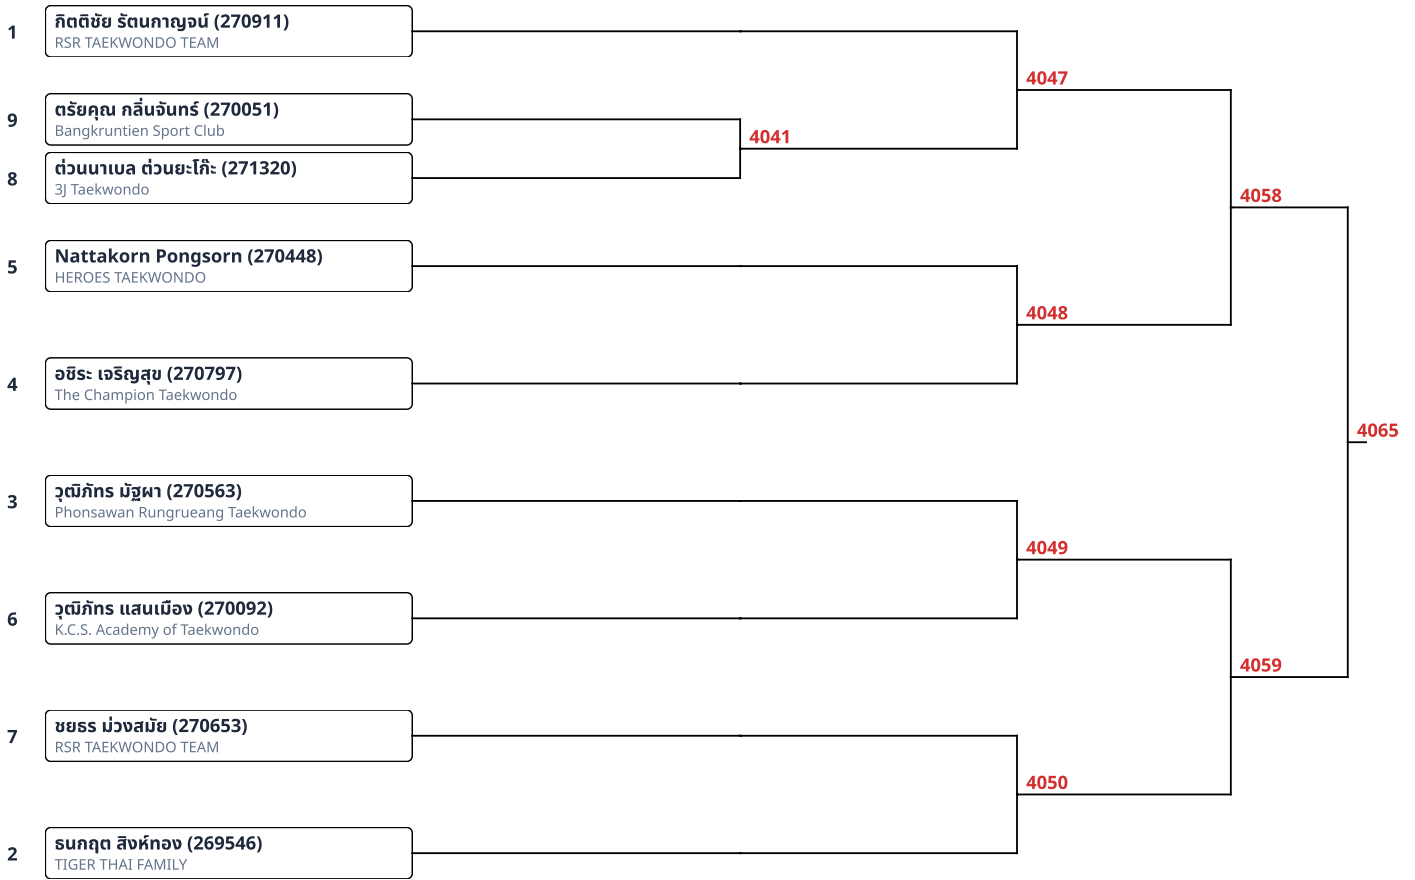 1
กิตติชัย รัตนกาญจน์ (270911)
RSR TAEKWONDO TEAM
4047
9
ตรัยคุณ กลิ่นจันทร์ (270051)
Bangkruntien Sport Club
4041
8
ต่วนนาเบล ต่วนยะโก๊ะ (271320)
3J Taekwondo
4058
5
Nattakorn Pongsorn (270448)
HEROES TAEKWONDO
4048
4
อชิระ เจริญสุข (270797)
The Champion Taekwondo
4065
3
วุฒิภัทร มัฐผา (270563)
Phonsawan Rungrueang Taekwondo
4049
6
วุฒิภัทร แสนเมือง (270092)
K.C.S. Academy of Taekwondo
4059
7
ชยธร ม่วงสมัย (270653)
RSR TAEKWONDO TEAM
4050
2
ธนกฤต สิงห์ทอง (269546)
TIGER THAI FAMILY